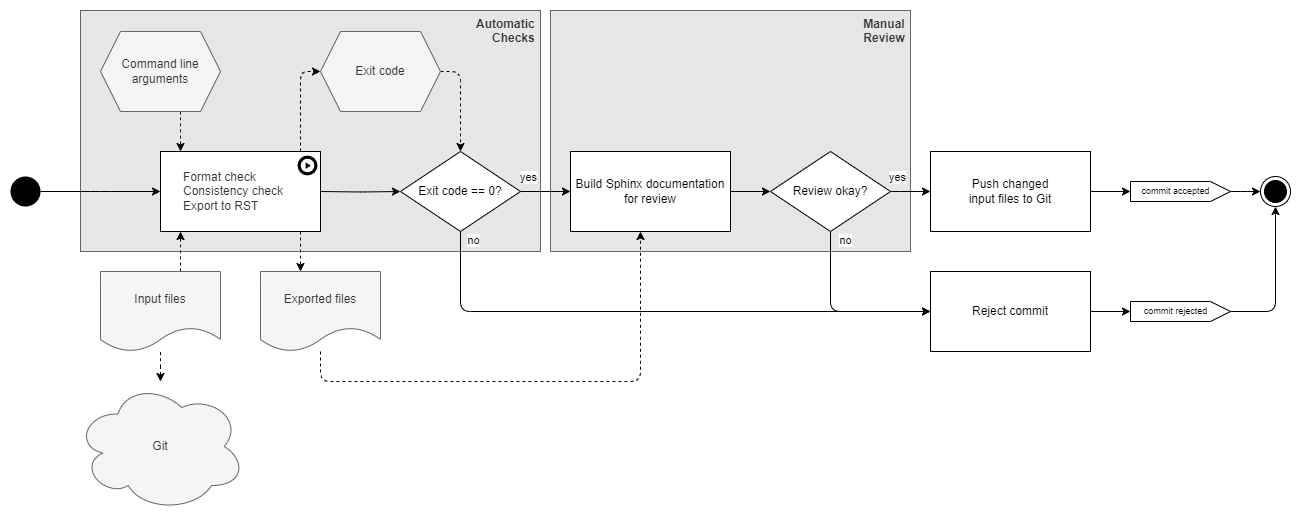 Automatic
Checks
Manual
Review
Command line
arguments
Exit code
Format check
Consistency check
Export to RST
Exit code == 0?
yes
no
Build Sphinx documentation
for review
Review okay?
yes
no
Push changed
input files to Git
commit accepted
Input files
Exported files
Reject commit
commit rejected
Git